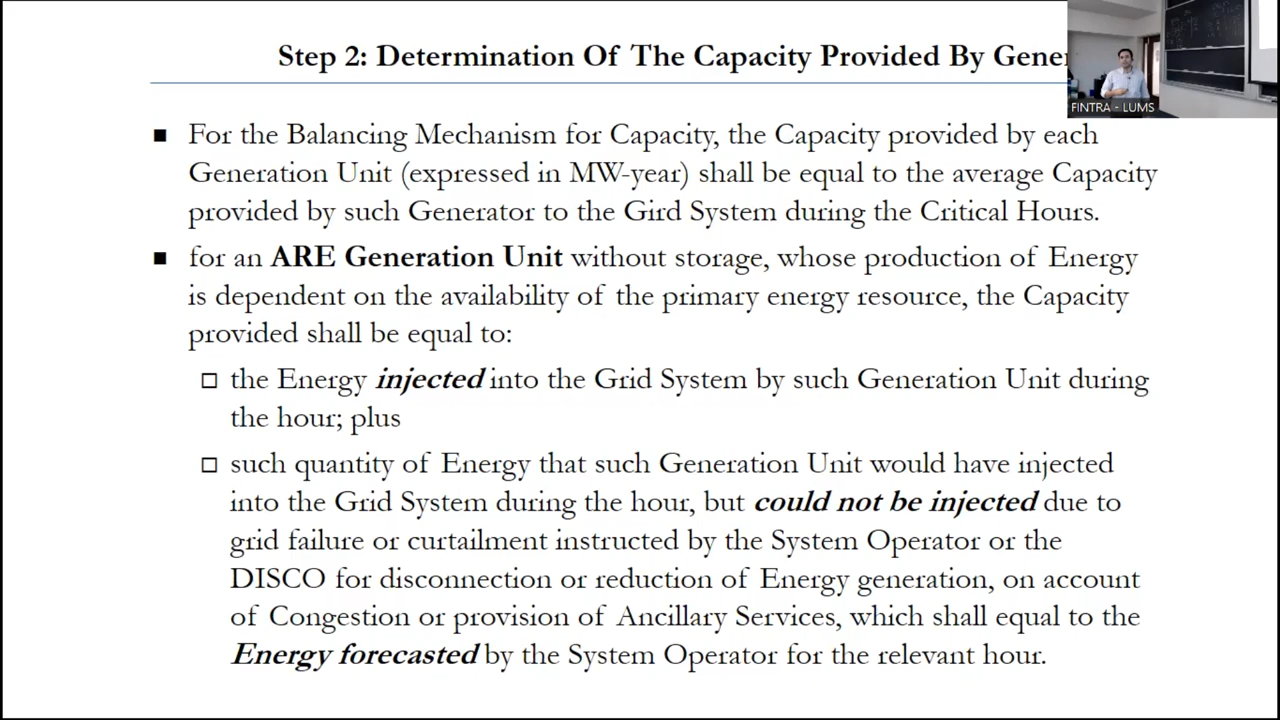 Step 2: Determination Of The Capacity Provided By Gener
FINTRA - LUMS
■ For the Balancing Mechanism for Capacity, the Capacity provided by each
Generation Unit (expressed in MW-year) shall be equal to the average Capacity
provided by such Generator to the Gird System during the Critical Hours.
■ for an ARE Generation Unit without storage, whose production of Energy
is dependent on the availability of the primary energy resource, the Capacity
provided shall be equal to:
□ the Energy injected into the Grid System by such Generation Unit during
the hour; plus
□ such quantity of Energy that such Generation Unit would have injected
into the Grid System during the hour, but could not be injected due to
grid failure or curtailment instructed by the System Operator or the
DISCO for disconnection or reduction of Energy generation, on account
of Congestion or provision of Ancillary Services, which shall equal to the
Energy forecasted by the System Operator for the relevant hour.